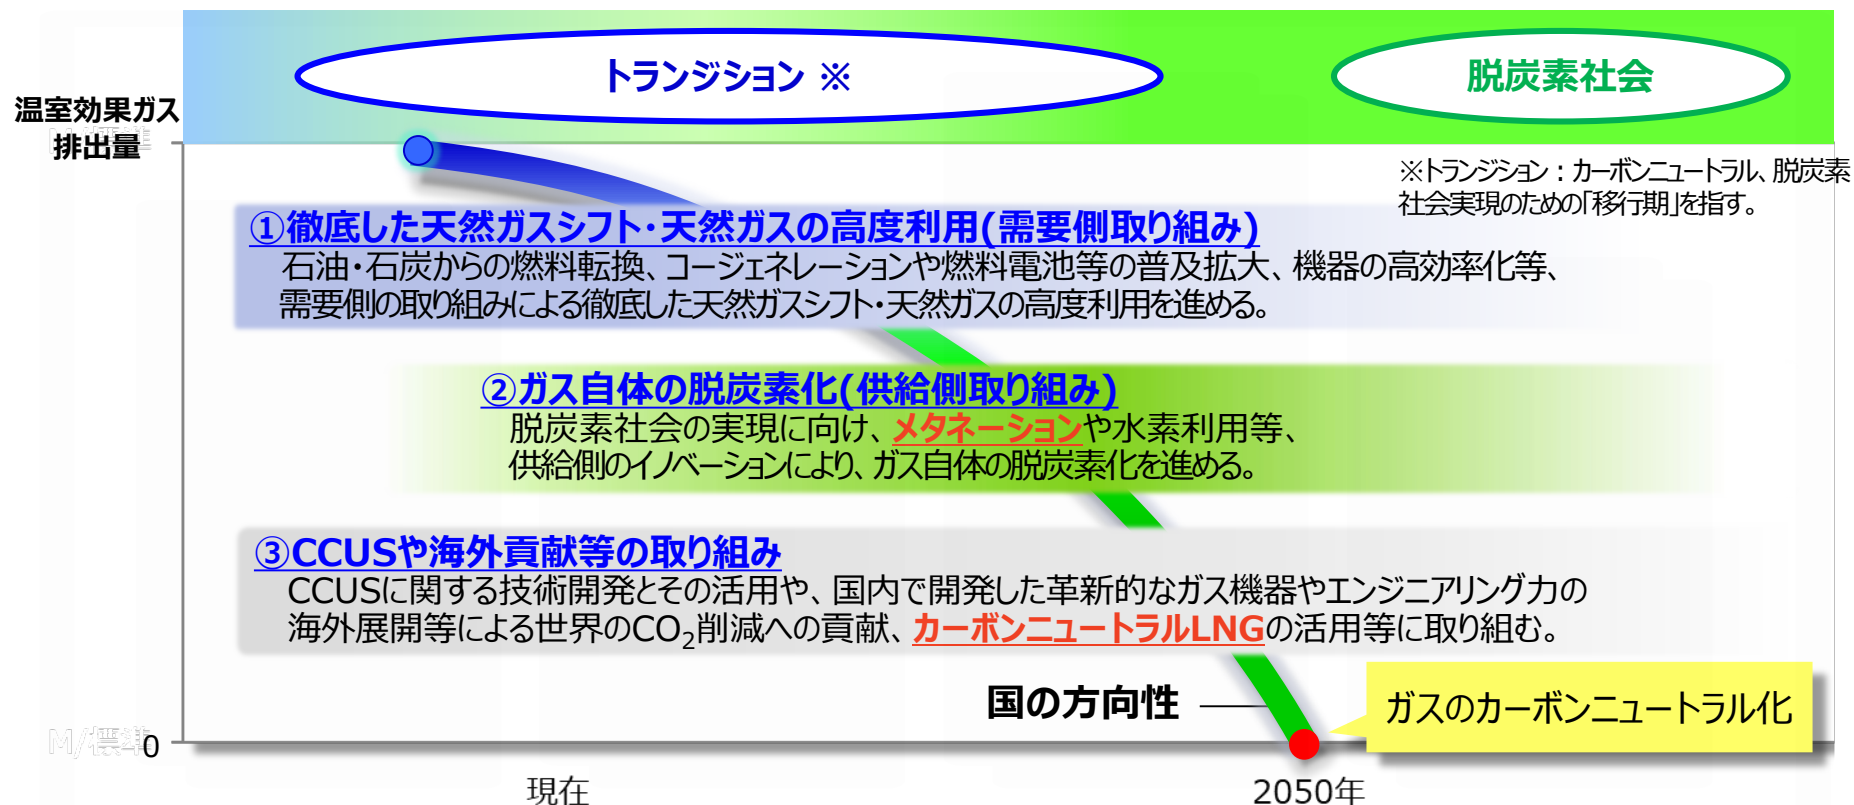 トランジション ※
脱炭素社会
温室効果ガス
排出量
※トランジション：カーボンニュートラル、脱炭素
社会実現のための「移行期」を指す。
①徹底した天然ガスシフト・天然ガスの高度利用(需要側取り組み)
石油・石炭からの燃料転換、コージェネレーションや燃料電池等の普及拡大、機器の高効率化等、
需要側の取り組みによる徹底した天然ガスシフト・天然ガスの高度利用を進める。
②ガス自体の脱炭素化(供給側取り組み)
脱炭素社会の実現に向け、メタネーションや水素利用等、
供給側のイノベーションにより、ガス自体の脱炭素化を進める。
③CCUSや海外貢献等の取り組み
CCUSに関する技術開発とその活用や、国内で開発した革新的なガス機器やエンジニアリング力の
海外展開等による世界のCO₂削減への貢献、カーボンニュートラルLNGの活用等に取り組む。
国の方向性
ガスのカーボンニュートラル化
M/標準
0
現在
2050年